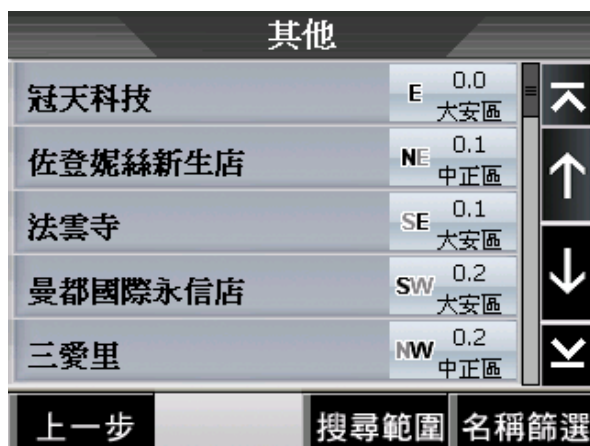 其他
冠天科技 E 0.0 大安區
佐登妮絲新生店 NE 0.1 中正區
法雲寺 SE 0.1 大安區
曼都國際永信店 SW 0.2 大安區
三愛里 NW 0.2 中正區
上一步 搜尋範圍 名稱篩選